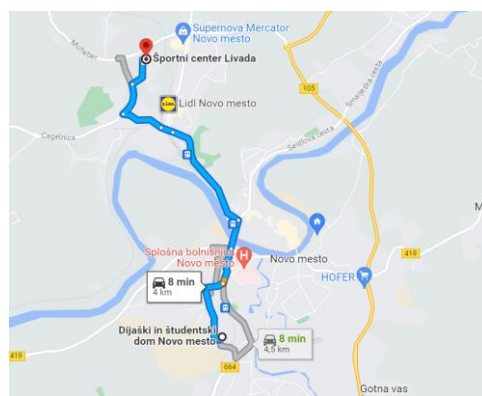 Supernova Mercator
Novo mesto
Muhaber
Športni center Livada
105
Lidl Novo mesto
Šmarješka cesta
Cegelnica
Seidlova cesta
Splošna bolnišnica
Novo mesto
H
Novo mesto
419
HOFER
M
8 min
4 km
Dijaški in študentski
dom Novo mesto
8 min
4,5 km
419
664
Gotna vas